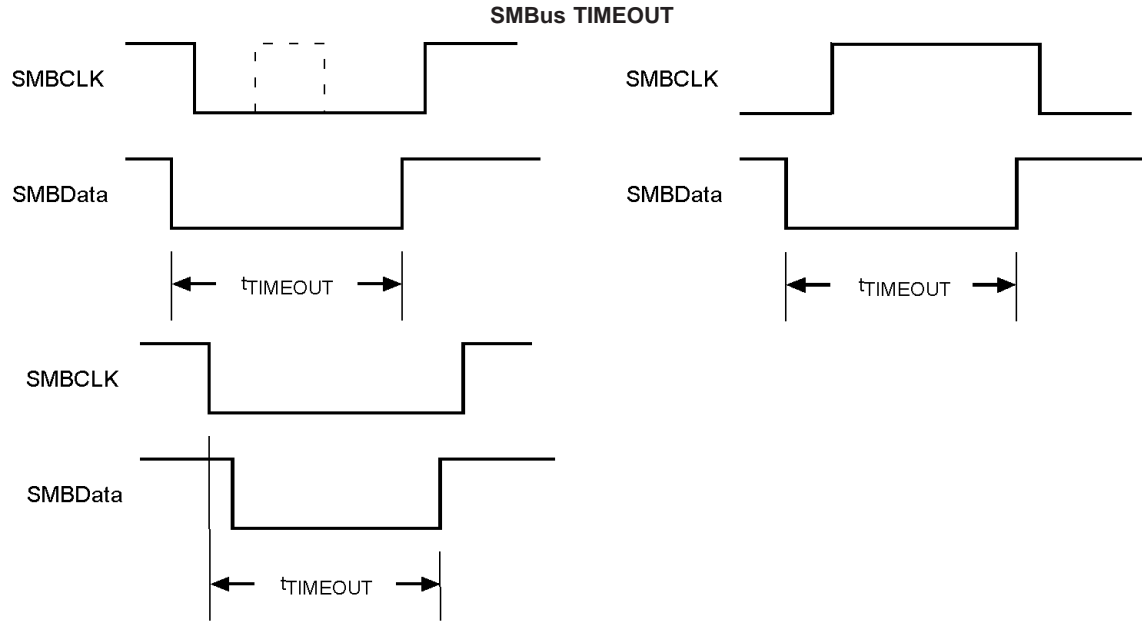 SMBus TIMEOUT
SMBCLK
SMBData
tTIMEOUT
SMBCLK
SMBData
tTIMEOUT
SMBCLK
SMBData
tTIMEOUT